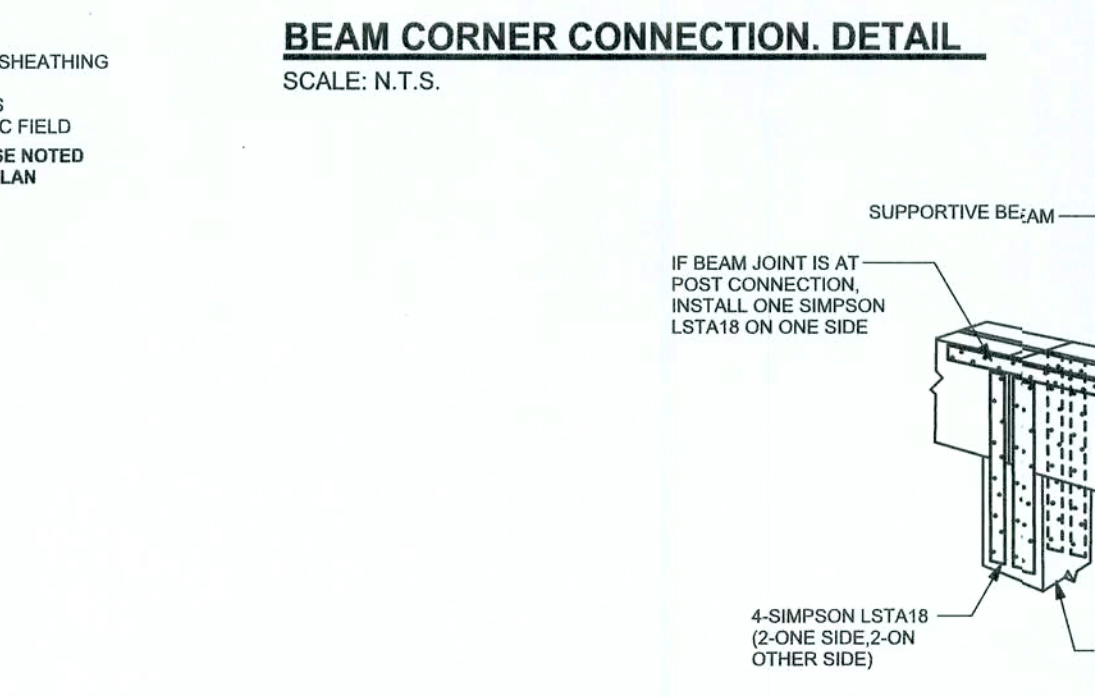 SHEATHING
S
C FIELD
SE NOTED
LAN
BEAM CORNER CONNECTION. DETAIL
SCALE: N.T.S.
SUPPORTIVE BEAM
IF BEAM JOINT IS AT
POST CONNECTION,
INSTALL ONE SIMPSON
LSTA18 ON ONE SIDE
4-SIMPSON LSTA18
(2-ONE SIDE,2-ON
OTHER SIDE)